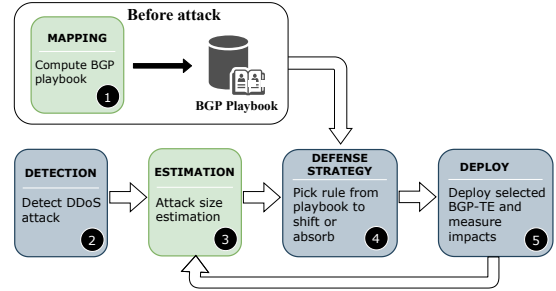 Before attack
MAPPING
Compute BGP
playbook
1
BGP Playbook
DETECTION
Detect DDoS
attack
2
ESTIMATION
Attack size
estimation
3
DEFENSE
STRATEGY
Pick rule from
playbook to
shift or
absorb
4
DEPLOY
Deploy selected
BGP-TE and
measure
impacts
5